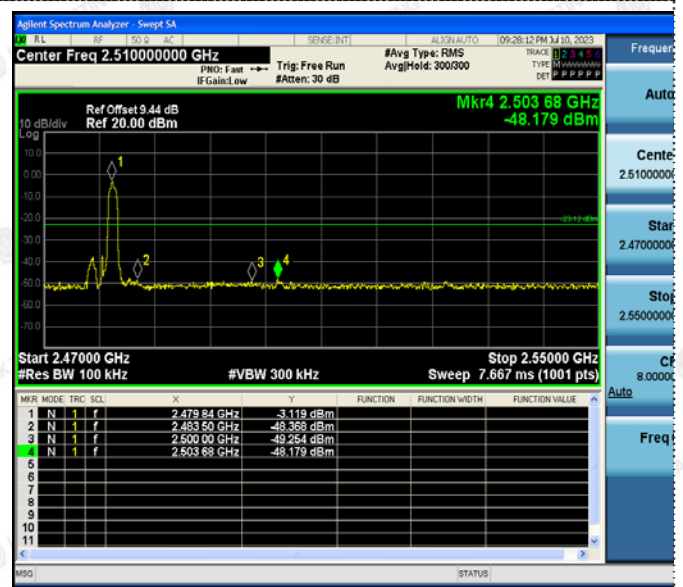 Agilent Spectrum Analyzer - Swept SA
RL RF 50 Ω AC SENSE:INT ALIGNAUTO 09:28:12 PM Jul 10, 2023
Center Freq 2.510000000 GHz #Avg Type: RMS TRACE 1 2 3 4 5 6
PNO: Fast Trig: Free Run Avg|Hold: 300/300 TYPE M
IFGain:Low #Atten: 30 dB DET P P P P P P
Frequen
Auto
Cente
2.5100000
Star
2.4700000
Stop
2.5500000
CF
8.00000
Auto
Freq
Mkr4 2.503 68 GHz
Ref Offset 9.44 dB
10 dB/div Ref 20.00 dBm -48.179 dBm
Log
10.0
0.00
-10.0
-20.0
-30.0
-40.0
-50.0
-60.0
-70.0
1
2
3
4
-23.12 dBm
Start 2.47000 GHz Stop 2.55000 GHz
#Res BW 100 kHz #VBW 300 kHz Sweep 7.667 ms (1001 pts)
MKR MODE TRC SCL X Y FUNCTION FUNCTION WIDTH FUNCTION VALUE
1 N 1 f 2.479 84 GHz -3.119 dBm
2 N 1 f 2.483 50 GHz -48.368 dBm
3 N 1 f 2.500 00 GHz -49.254 dBm
4 N 1 f 2.503 68 GHz -48.179 dBm
5
6
7
8
9
10
11
MSG STATUS